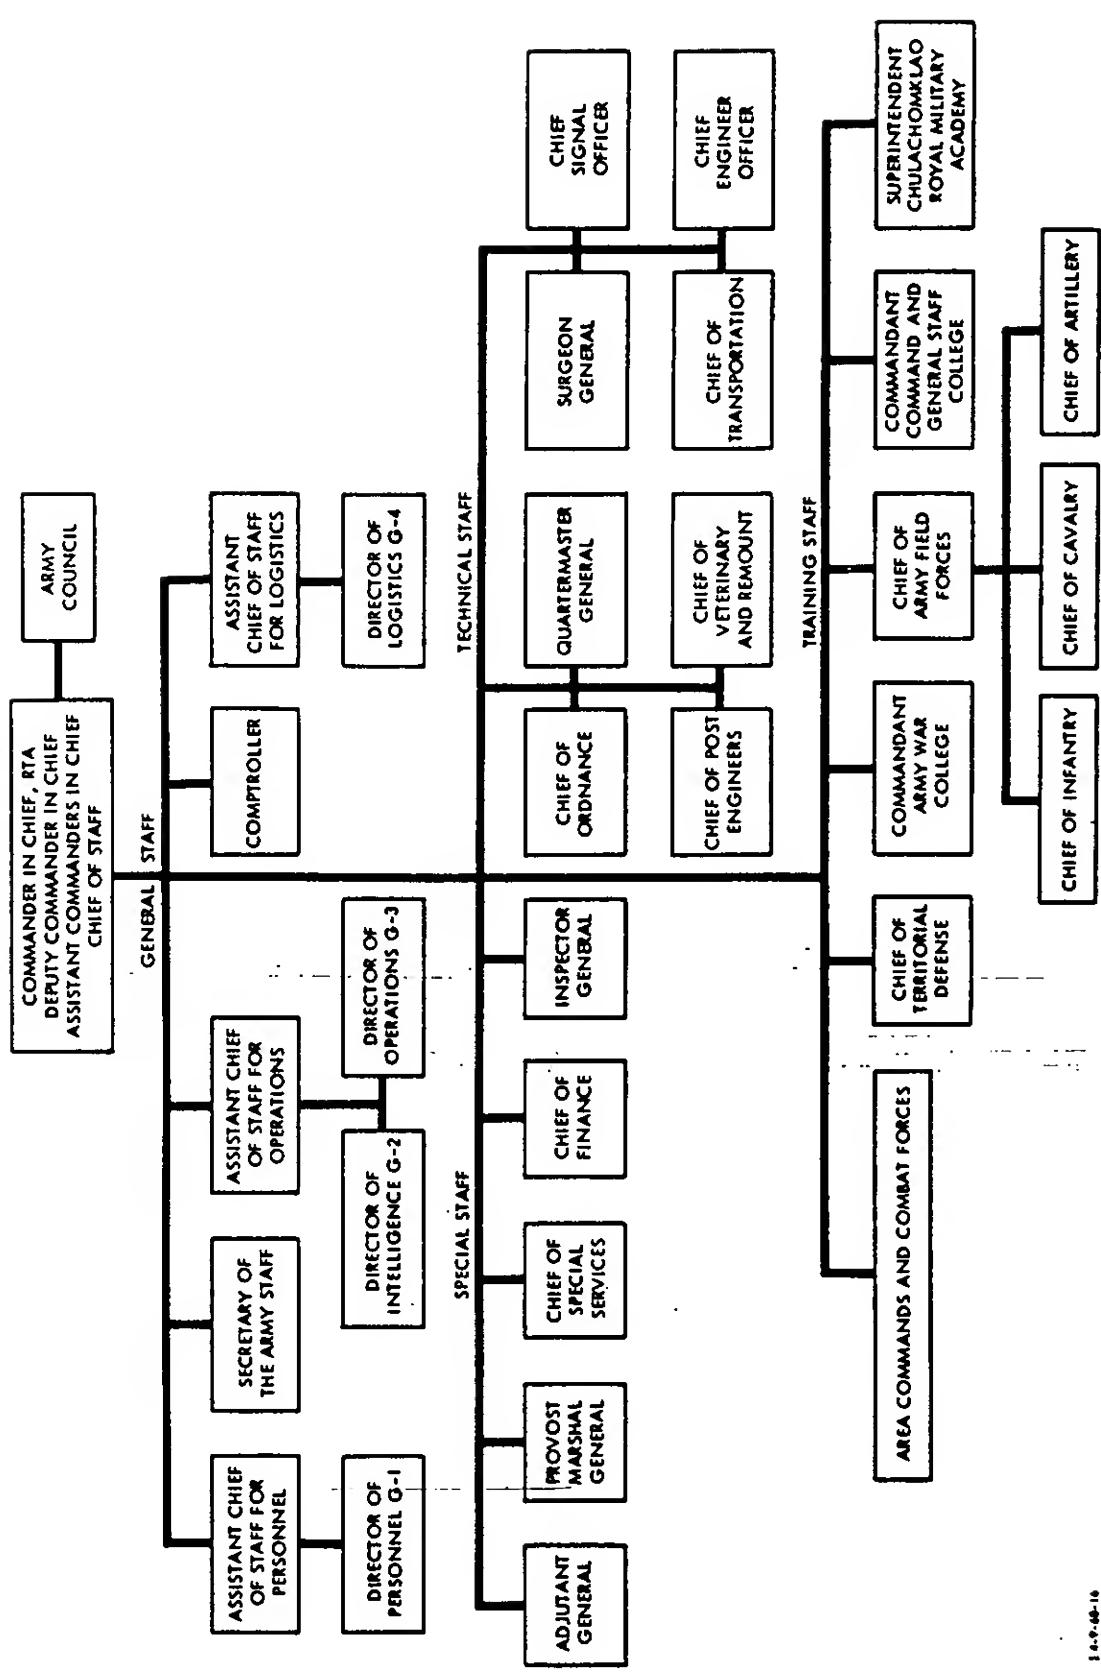 COMMANDER IN CHIEF, RTA
DEPUTY COMMANDER IN CHIEF
ASSISTANT COMMANDERS IN CHIEF
CHIEF OF STAFF
ARMY
COUNCIL
GENERAL STAFF
ASSISTANT CHIEF
OF STAFF FOR
PERSONNEL
SECRETARY OF
THE ARMY STAFF
ASSISTANT CHIEF
OF STAFF FOR
OPERATIONS
COMPTROLLER
ASSISTANT
CHIEF OF STAFF
FOR LOGISTICS
DIRECTOR OF
PERSONNEL G-1
DIRECTOR OF
INTELLIGENCE G-2
DIRECTOR OF
OPERATIONS G-3
DIRECTOR OF
LOGISTICS G-4
SPECIAL STAFF
TECHNICAL STAFF
ADJUTANT
GENERAL
PROVOST
MARSHAL
GENERAL
CHIEF OF
SPECIAL
SERVICES
CHIEF OF
FINANCE
INSPECTOR
GENERAL
CHIEF OF
ORDNANCE
QUARTERMASTER
GENERAL
SURGEON
GENERAL
CHIEF
SIGNAL
OFFICER
CHIEF OF POST
ENGINEERS
CHIEF OF
VETERINARY
AND REMOUNT
CHIEF OF
TRANSPORTATION
CHIEF
ENGINEER
OFFICER
TRAINING STAFF
AREA COMMANDS AND COMBAT FORCES
CHIEF OF
TERRITORIAL
DEFENSE
COMMANDANT
ARMY WAR
COLLEGE
CHIEF OF
ARMY FIELD
FORCES
COMMANDANT
COMMAND AND
GENERAL STAFF
COLLEGE
SUPERINTENDENT
CHULACHOMKLAO
ROYAL MILITARY
ACADEMY
CHIEF OF INFANTRY
CHIEF OF CAVALRY
CHIEF OF ARTILLERY